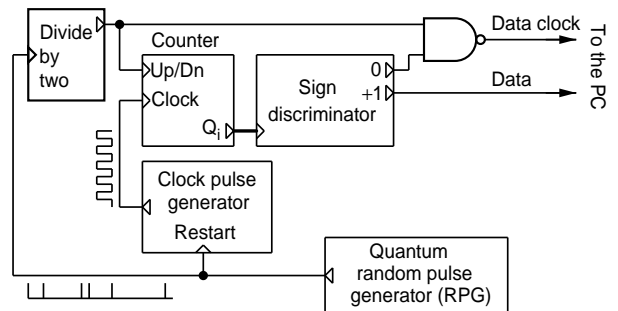 Divide
by
two
Counter
Up/Dn
Clock
Qi
Sign
discriminator
0
+1
Data clock
Data
To the PC
Clock pulse
generator
Restart
Quantum
random pulse
generator (RPG)